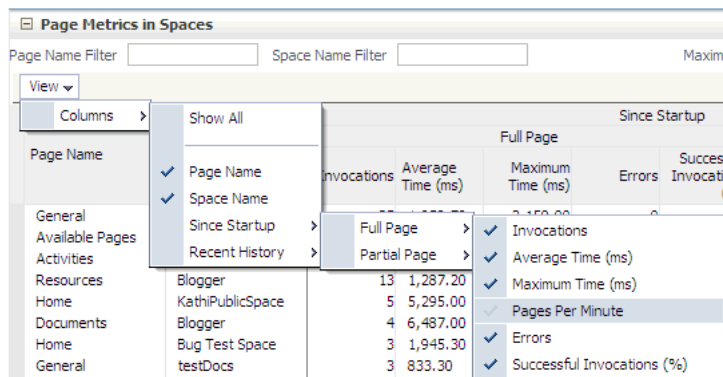 Page Metrics in Spaces
Page Name Filter
Space Name Filter
Maxim
View
Columns
Show All
Page Name
Space Name
Since Startup
Recent History
Full Page
Partial Page
Invocations
Average Time (ms)
Maximum Time (ms)
Pages Per Minute
Errors
Successful Invocations (%)
Since Startup
Full Page
Page Name
Invocations
Average
Time (ms)
Maximum
Time (ms)
Errors
Succes
Invocati
General
Available Pages
Activities
Resources Blogger 13 1,287.20
Home KathiPublicSpace 5 5,295.00
Documents Blogger 4 6,487.00
Home Bug Test Space 3 1,945.30
General testDocs 3 833.30